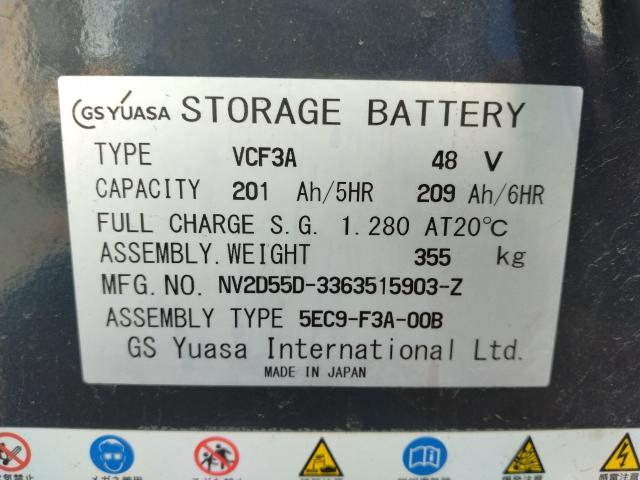 GS YUASA STORAGE BATTERY
TYPE VCF3A 48 V
CAPACITY 201 Ah/5HR 209 Ah/6HR
FULL CHARGE S.G. 1.280 AT20℃
ASSEMBLY.WEIGHT 355 kg
MFG.NO. NV2D55D-3363515903-Z
ASSEMBLY TYPE 5EC9-F3A-00B
GS Yuasa International Ltd.
MADE IN JAPAN